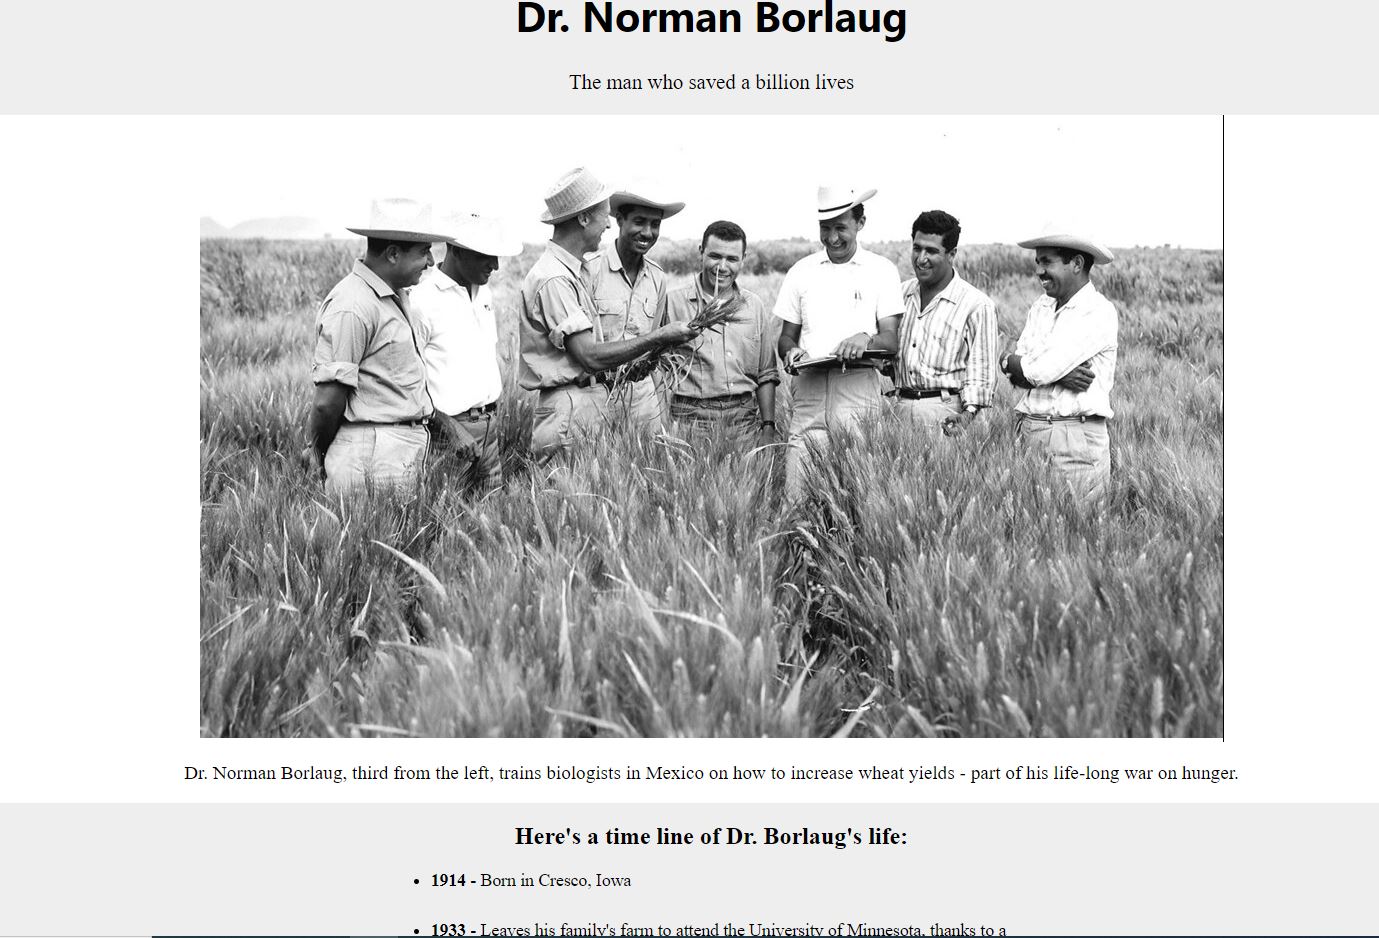 Dr. Norman Borlaug
The man who saved a billion lives
Dr. Norman Borlaug, third from the left, trains biologists in Mexico on how to increase wheat yields - part of his life-long war on hunger.
Here's a time line of Dr. Borlaug's life:
1914 - Born in Cresco, Iowa
1933 - Leaves his family's farm to attend the University of Minnesota, thanks to a